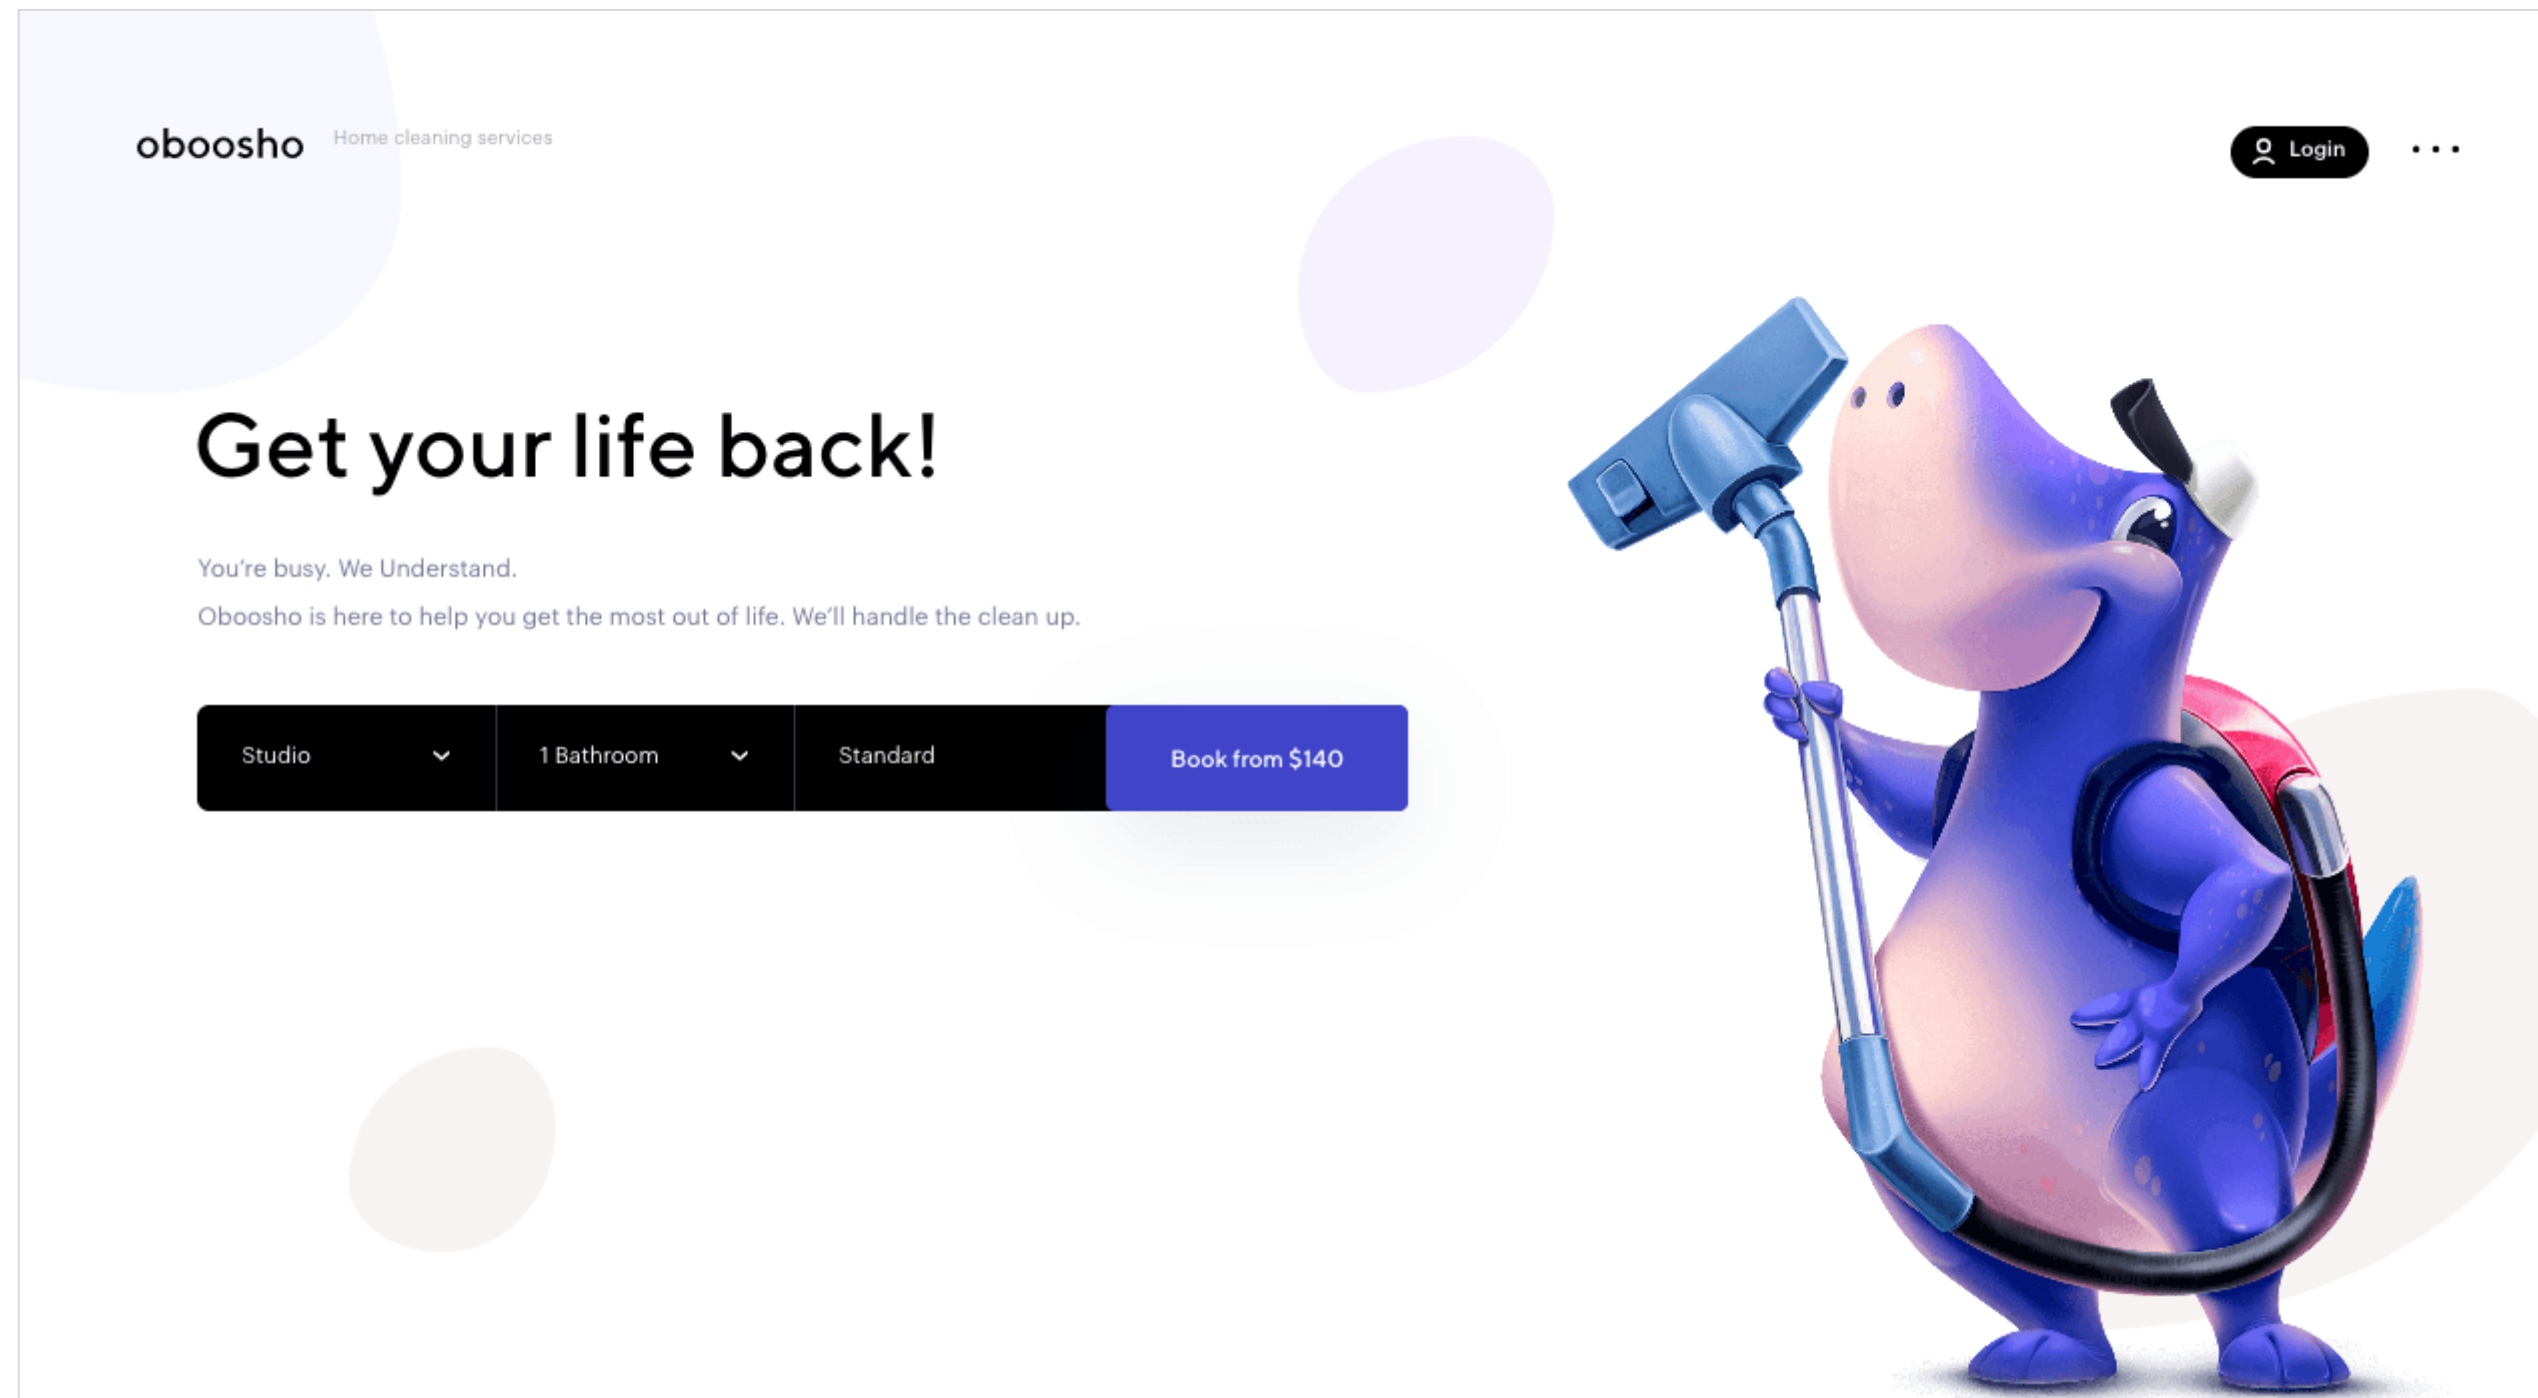 oboosho
Home cleaning services
Login
Get your life back!
You’re busy. We Understand.
Oboosho is here to help you get the most out of life. We’ll handle the clean up.
Studio
1 Bathroom
Standard
Book from $140